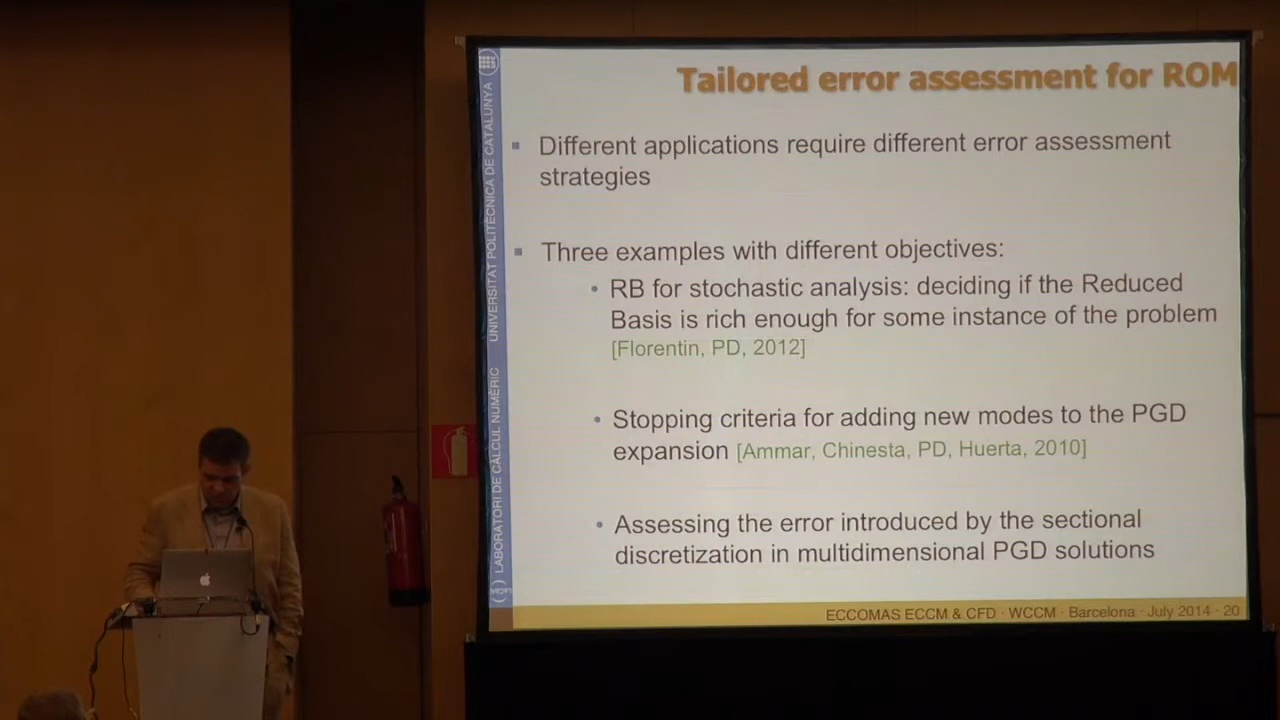 Tailored error assessment for ROM
Different applications require different error assessment
strategies
Three examples with different objectives:
RB for stochastic analysis: deciding if the Reduced
Basis is rich enough for some instance of the problem
[Florentin, PD, 2012]
Stopping criteria for adding new modes to the PGD
expansion [Ammar, Chinesta, PD, Huerta, 2010]
Assessing the error introduced by the sectional
discretization in multidimensional PGD solutions
ECCOMAS ECCM & CFD · WCCM · Barcelona · July 2014 · 20
UNIVERSITAT POLITÈCNICA DE CATALUNYA
LABORATORI DE CÀLCUL NUMÈRIC